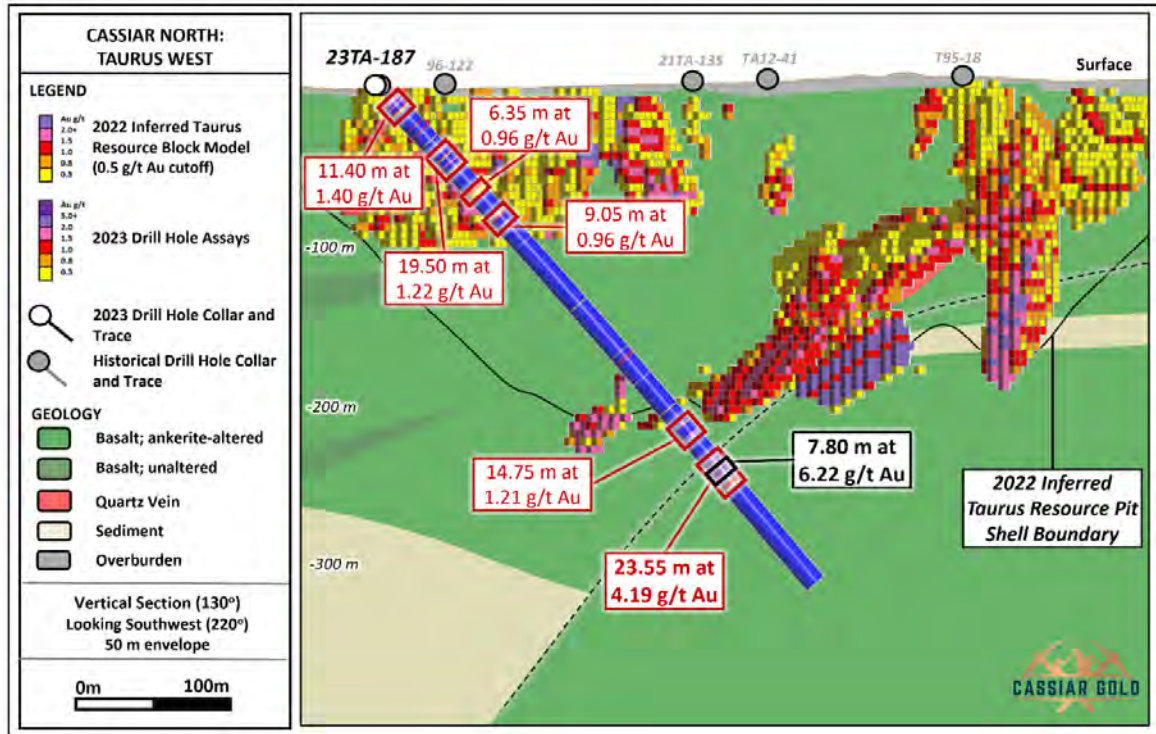 CASSIAR NORTH:
TAURUS WEST
LEGEND
Au g/t
2.0+
1.5
1.0
0.8
0.5
2022 Inferred Taurus
Resource Block Model
(0.5 g/t Au cutoff)
Au g/t
5.0+
2.0
1.5
1.0
0.8
0.5
2023 Drill Hole Assays
2023 Drill Hole Collar and
Trace
Historical Drill Hole Collar
and Trace
GEOLOGY
Basalt; ankerite-altered
Basalt; unaltered
Quartz Vein
Sediment
Overburden
Vertical Section (130°)
Looking Southwest (220°)
50 m envelope
0m 100m
23TA-187
96-122
21TA-135
TA12-41
T95-18
Surface
6.35 m at
0.96 g/t Au
11.40 m at
1.40 g/t Au
9.05 m at
0.96 g/t Au
-100 m
19.50 m at
1.22 g/t Au
-200 m
14.75 m at
1.21 g/t Au
7.80 m at
6.22 g/t Au
2022 Inferred
Taurus Resource Pit
Shell Boundary
-300 m
23.55 m at
4.19 g/t Au
CASSIAR GOLD